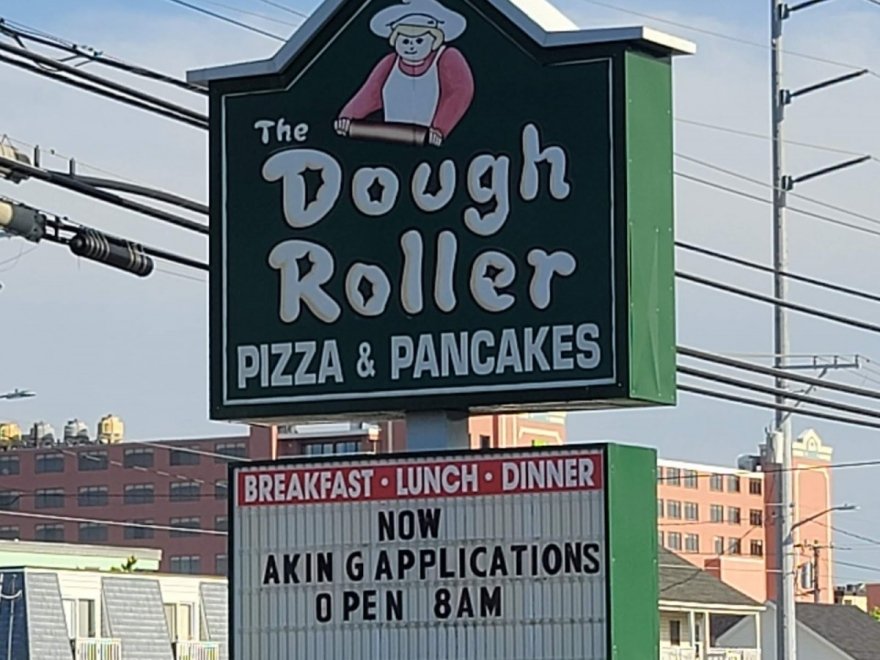 The
Dough
Roller
PIZZA & PANCAKES
BREAKFAST · LUNCH · DINNER
NOW
AKIN G APPLICATIONS
OPEN 8AM